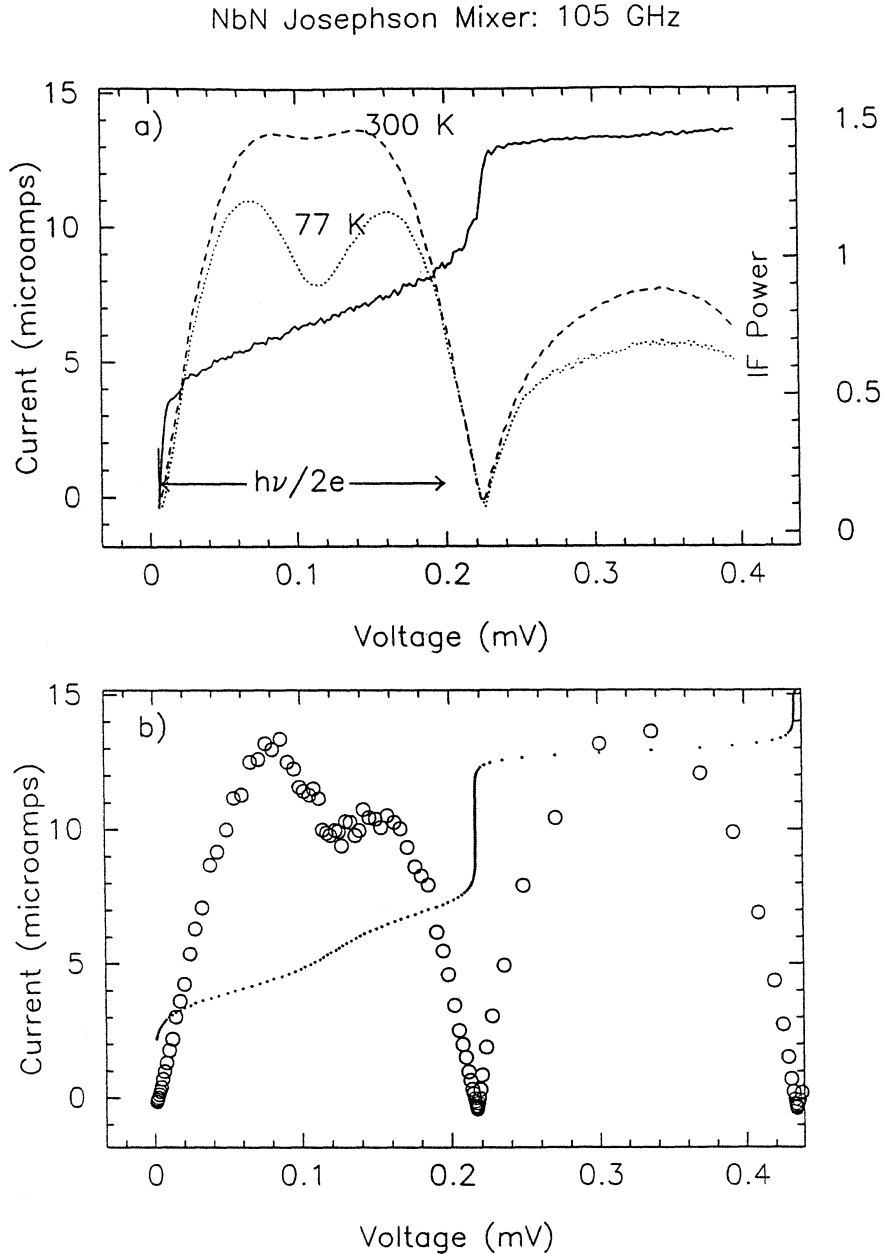 NbN Josephson Mixer: 105 GHz
a)
300 K
77 K
hν/2e
Current (microamps)
15
10
5
0
IF Power
1.5
1
0.5
0
0 0.1 0.2 0.3 0.4
Voltage (mV)
b)
Current (microamps)
15
10
5
0
0 0.1 0.2 0.3 0.4
Voltage (mV)